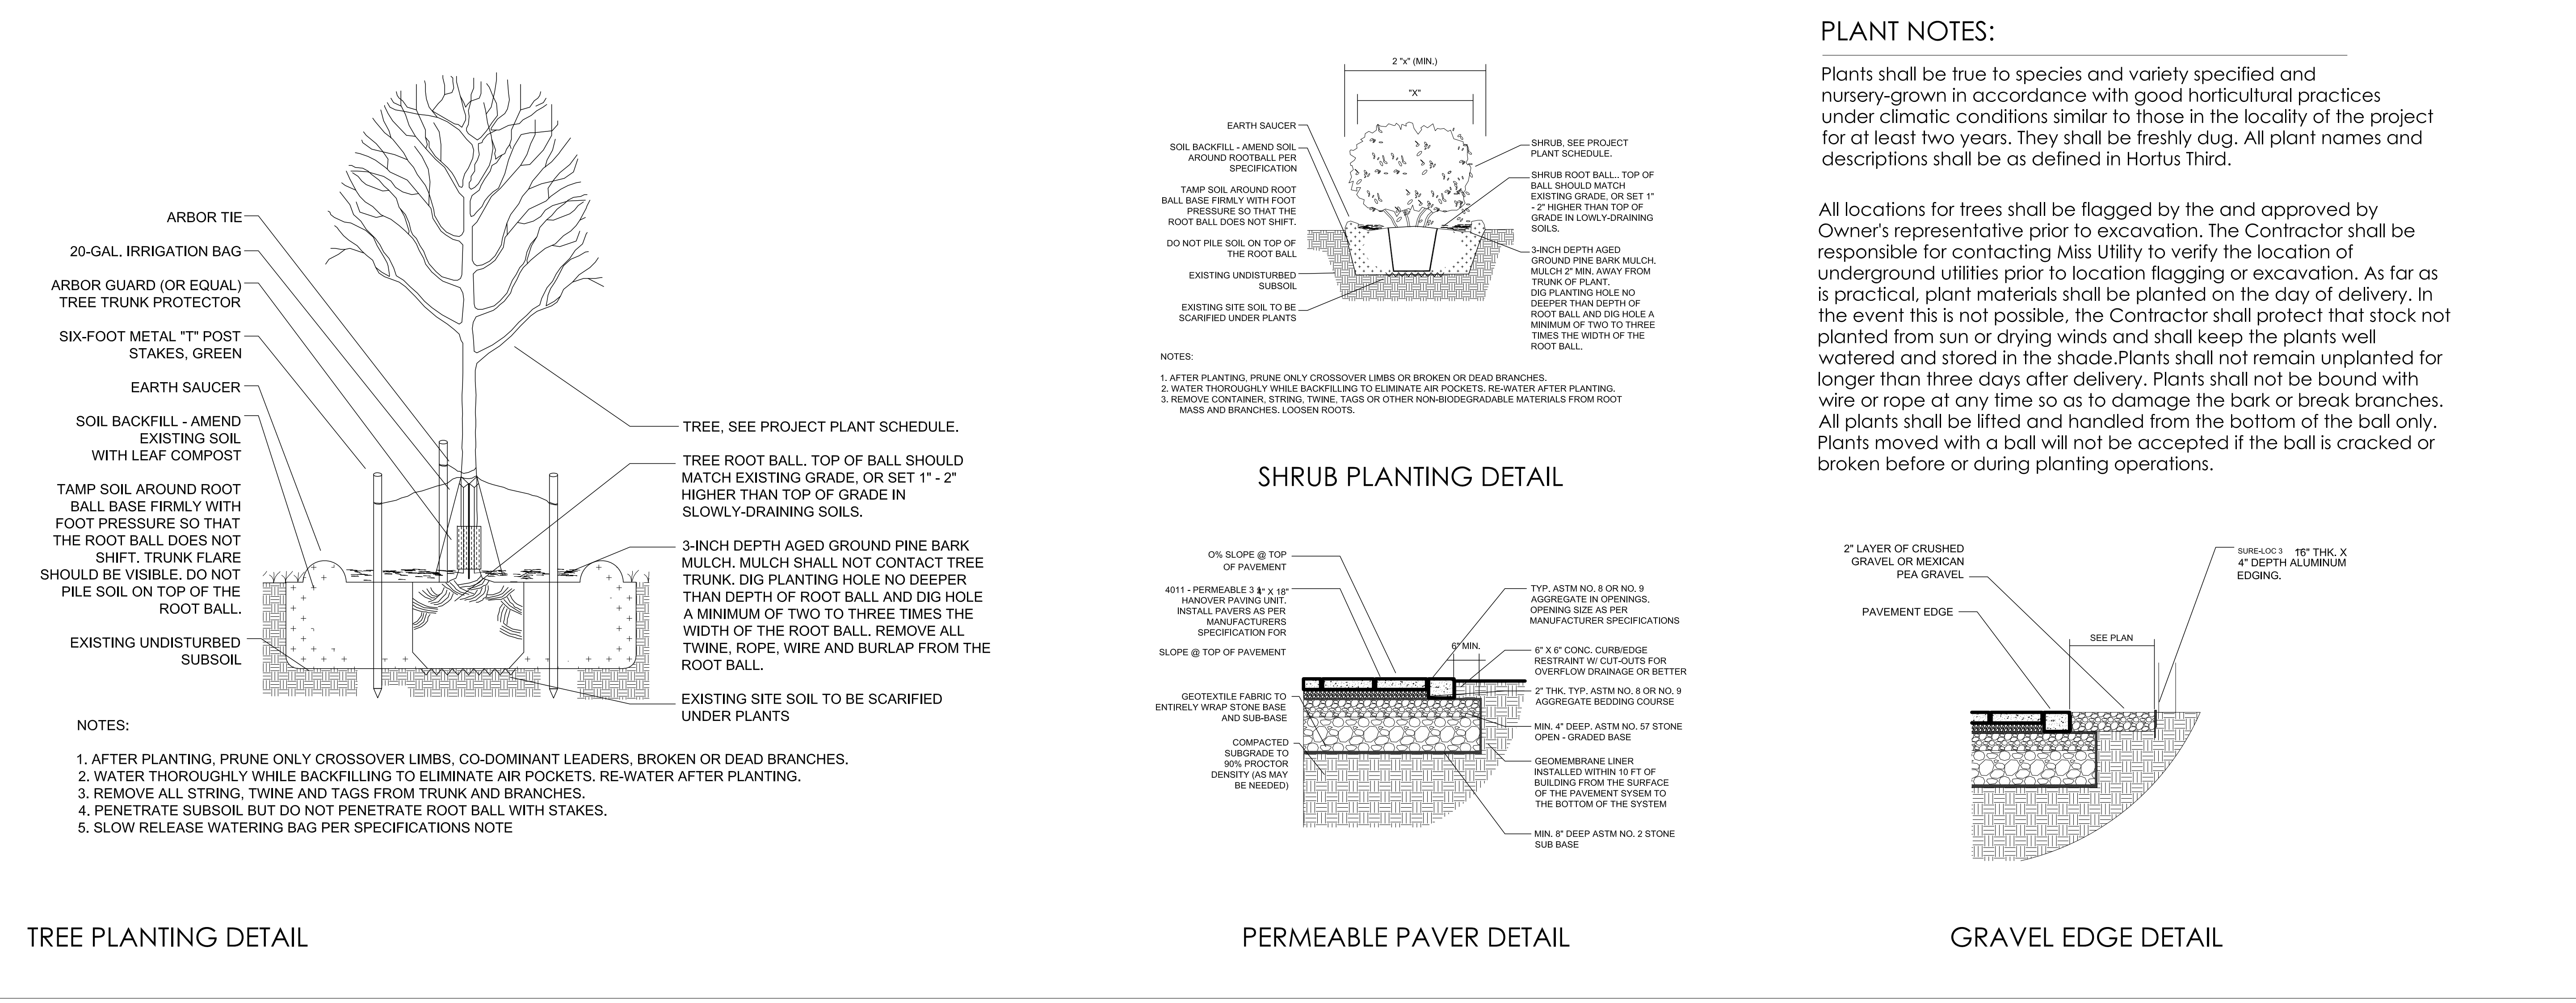 ARBOR TIE
20-GAL. IRRIGATION BAG
ARBOR GUARD (OR EQUAL)
TREE TRUNK PROTECTOR
SIX-FOOT METAL "T" POST
STAKES, GREEN
EARTH SAUCER
SOIL BACKFILL - AMEND
EXISTING SOIL
WITH LEAF COMPOST
TAMP SOIL AROUND ROOT
BALL BASE FIRMLY WITH
FOOT PRESSURE SO THAT
THE ROOT BALL DOES NOT
SHIFT. TRUNK FLARE
SHOULD BE VISIBLE. DO NOT
PILE SOIL ON TOP OF THE
ROOT BALL.
EXISTING UNDISTURBED
SUBSOIL
TREE, SEE PROJECT PLANT SCHEDULE.
TREE ROOT BALL. TOP OF BALL SHOULD
MATCH EXISTING GRADE, OR SET 1" - 2"
HIGHER THAN TOP OF GRADE IN
SLOWLY-DRAINING SOILS.
3-INCH DEPTH AGED GROUND PINE BARK
MULCH. MULCH SHALL NOT CONTACT TREE
TRUNK. DIG PLANTING HOLE NO DEEPER
THAN DEPTH OF ROOT BALL AND DIG HOLE
A MINIMUM OF TWO TO THREE TIMES THE
WIDTH OF THE ROOT BALL. REMOVE ALL
TWINE, ROPE, WIRE AND BURLAP FROM THE
ROOT BALL.
EXISTING SITE SOIL TO BE SCARIFIED
UNDER PLANTS
NOTES:
1. AFTER PLANTING, PRUNE ONLY CROSSOVER LIMBS, CO-DOMINANT LEADERS, BROKEN OR DEAD BRANCHES.
2. WATER THOROUGHLY WHILE BACKFILLING TO ELIMINATE AIR POCKETS. RE-WATER AFTER PLANTING.
3. REMOVE ALL STRING, TWINE AND TAGS FROM TRUNK AND BRANCHES.
4. PENETRATE SUBSOIL BUT DO NOT PENETRATE ROOT BALL WITH STAKES.
5. SLOW RELEASE WATERING BAG PER SPECIFICATIONS NOTE
TREE PLANTING DETAIL
2 "x" (MIN.)
"X"
EARTH SAUCER
SOIL BACKFILL - AMEND SOIL
AROUND ROOTBALL PER
SPECIFICATION
TAMP SOIL AROUND ROOT
BALL BASE FIRMLY WITH FOOT
PRESSURE SO THAT THE
ROOT BALL DOES NOT SHIFT.
DO NOT PILE SOIL ON TOP OF
THE ROOT BALL
EXISTING UNDISTURBED
SUBSOIL
EXISTING SITE SOIL TO BE
SCARIFIED UNDER PLANTS
SHRUB, SEE PROJECT
PLANT SCHEDULE.
SHRUB ROOT BALL.. TOP OF
BALL SHOULD MATCH
EXISTING GRADE, OR SET 1"
- 2" HIGHER THAN TOP OF
GRADE IN LOWLY-DRAINING
SOILS.
3-INCH DEPTH AGED
GROUND PINE BARK MULCH.
MULCH 2" MIN. AWAY FROM
TRUNK OF PLANT.
DIG PLANTING HOLE NO
DEEPER THAN DEPTH OF
ROOT BALL AND DIG HOLE A
MINIMUM OF TWO TO THREE
TIMES THE WIDTH OF THE
ROOT BALL.
NOTES:
1. AFTER PLANTING, PRUNE ONLY CROSSOVER LIMBS OR BROKEN OR DEAD BRANCHES.
2. WATER THOROUGHLY WHILE BACKFILLING TO ELIMINATE AIR POCKETS. RE-WATER AFTER PLANTING.
3. REMOVE CONTAINER, STRING, TWINE, TAGS OR OTHER NON-BIODEGRADABLE MATERIALS FROM ROOT
MASS AND BRANCHES. LOOSEN ROOTS.
SHRUB PLANTING DETAIL
O% SLOPE @ TOP
OF PAVEMENT
4011 - PERMEABLE 3 X 18"
HANOVER PAVING UNIT.
INSTALL PAVERS AS PER
MANUFACTURERS
SPECIFICATION FOR
SLOPE @ TOP OF PAVEMENT
GEOTEXTILE FABRIC TO
ENTIRELY WRAP STONE BASE
AND SUB-BASE
COMPACTED
SUBGRADE TO
90% PROCTOR
DENSITY (AS MAY
BE NEEDED)
TYP. ASTM NO. 8 OR NO. 9
AGGREGATE IN OPENINGS,
OPENING SIZE AS PER
MANUFACTURER SPECIFICATIONS
6" MIN.
6" X 6" CONC. CURB/EDGE
RESTRAINT W/ CUT-OUTS FOR
OVERFLOW DRAINAGE OR BETTER
2" THK. TYP. ASTM NO. 8 OR NO. 9
AGGREGATE BEDDING COURSE
MIN. 4" DEEP. ASTM NO. 57 STONE
OPEN - GRADED BASE
GEOMEMBRANE LINER
INSTALLED WITHIN 10 FT OF
BUILDING FROM THE SURFACE
OF THE PAVEMENT SYSEM TO
THE BOTTOM OF THE SYSTEM
MIN. 8" DEEP ASTM NO. 2 STONE
SUB BASE
PERMEABLE PAVER DETAIL
PLANT NOTES:
Plants shall be true to species and variety specified and
nursery-grown in accordance with good horticultural practices
under climatic conditions similar to those in the locality of the project
for at least two years. They shall be freshly dug. All plant names and
descriptions shall be as defined in Hortus Third.
All locations for trees shall be flagged by the and approved by
Owner's representative prior to excavation. The Contractor shall be
responsible for contacting Miss Utility to verify the location of
underground utilities prior to location flagging or excavation. As far as
is practical, plant materials shall be planted on the day of delivery. In
the event this is not possible, the Contractor shall protect that stock not
planted from sun or drying winds and shall keep the plants well
watered and stored in the shade.Plants shall not remain unplanted for
longer than three days after delivery. Plants shall not be bound with
wire or rope at any time so as to damage the bark or break branches.
All plants shall be lifted and handled from the bottom of the ball only.
Plants moved with a ball will not be accepted if the ball is cracked or
broken before or during planting operations.
2" LAYER OF CRUSHED
GRAVEL OR MEXICAN
PEA GRAVEL
PAVEMENT EDGE
SEE PLAN
SURE-LOC 3 THK. X
4" DEPTH ALUMINUM
EDGING.
GRAVEL EDGE DETAIL